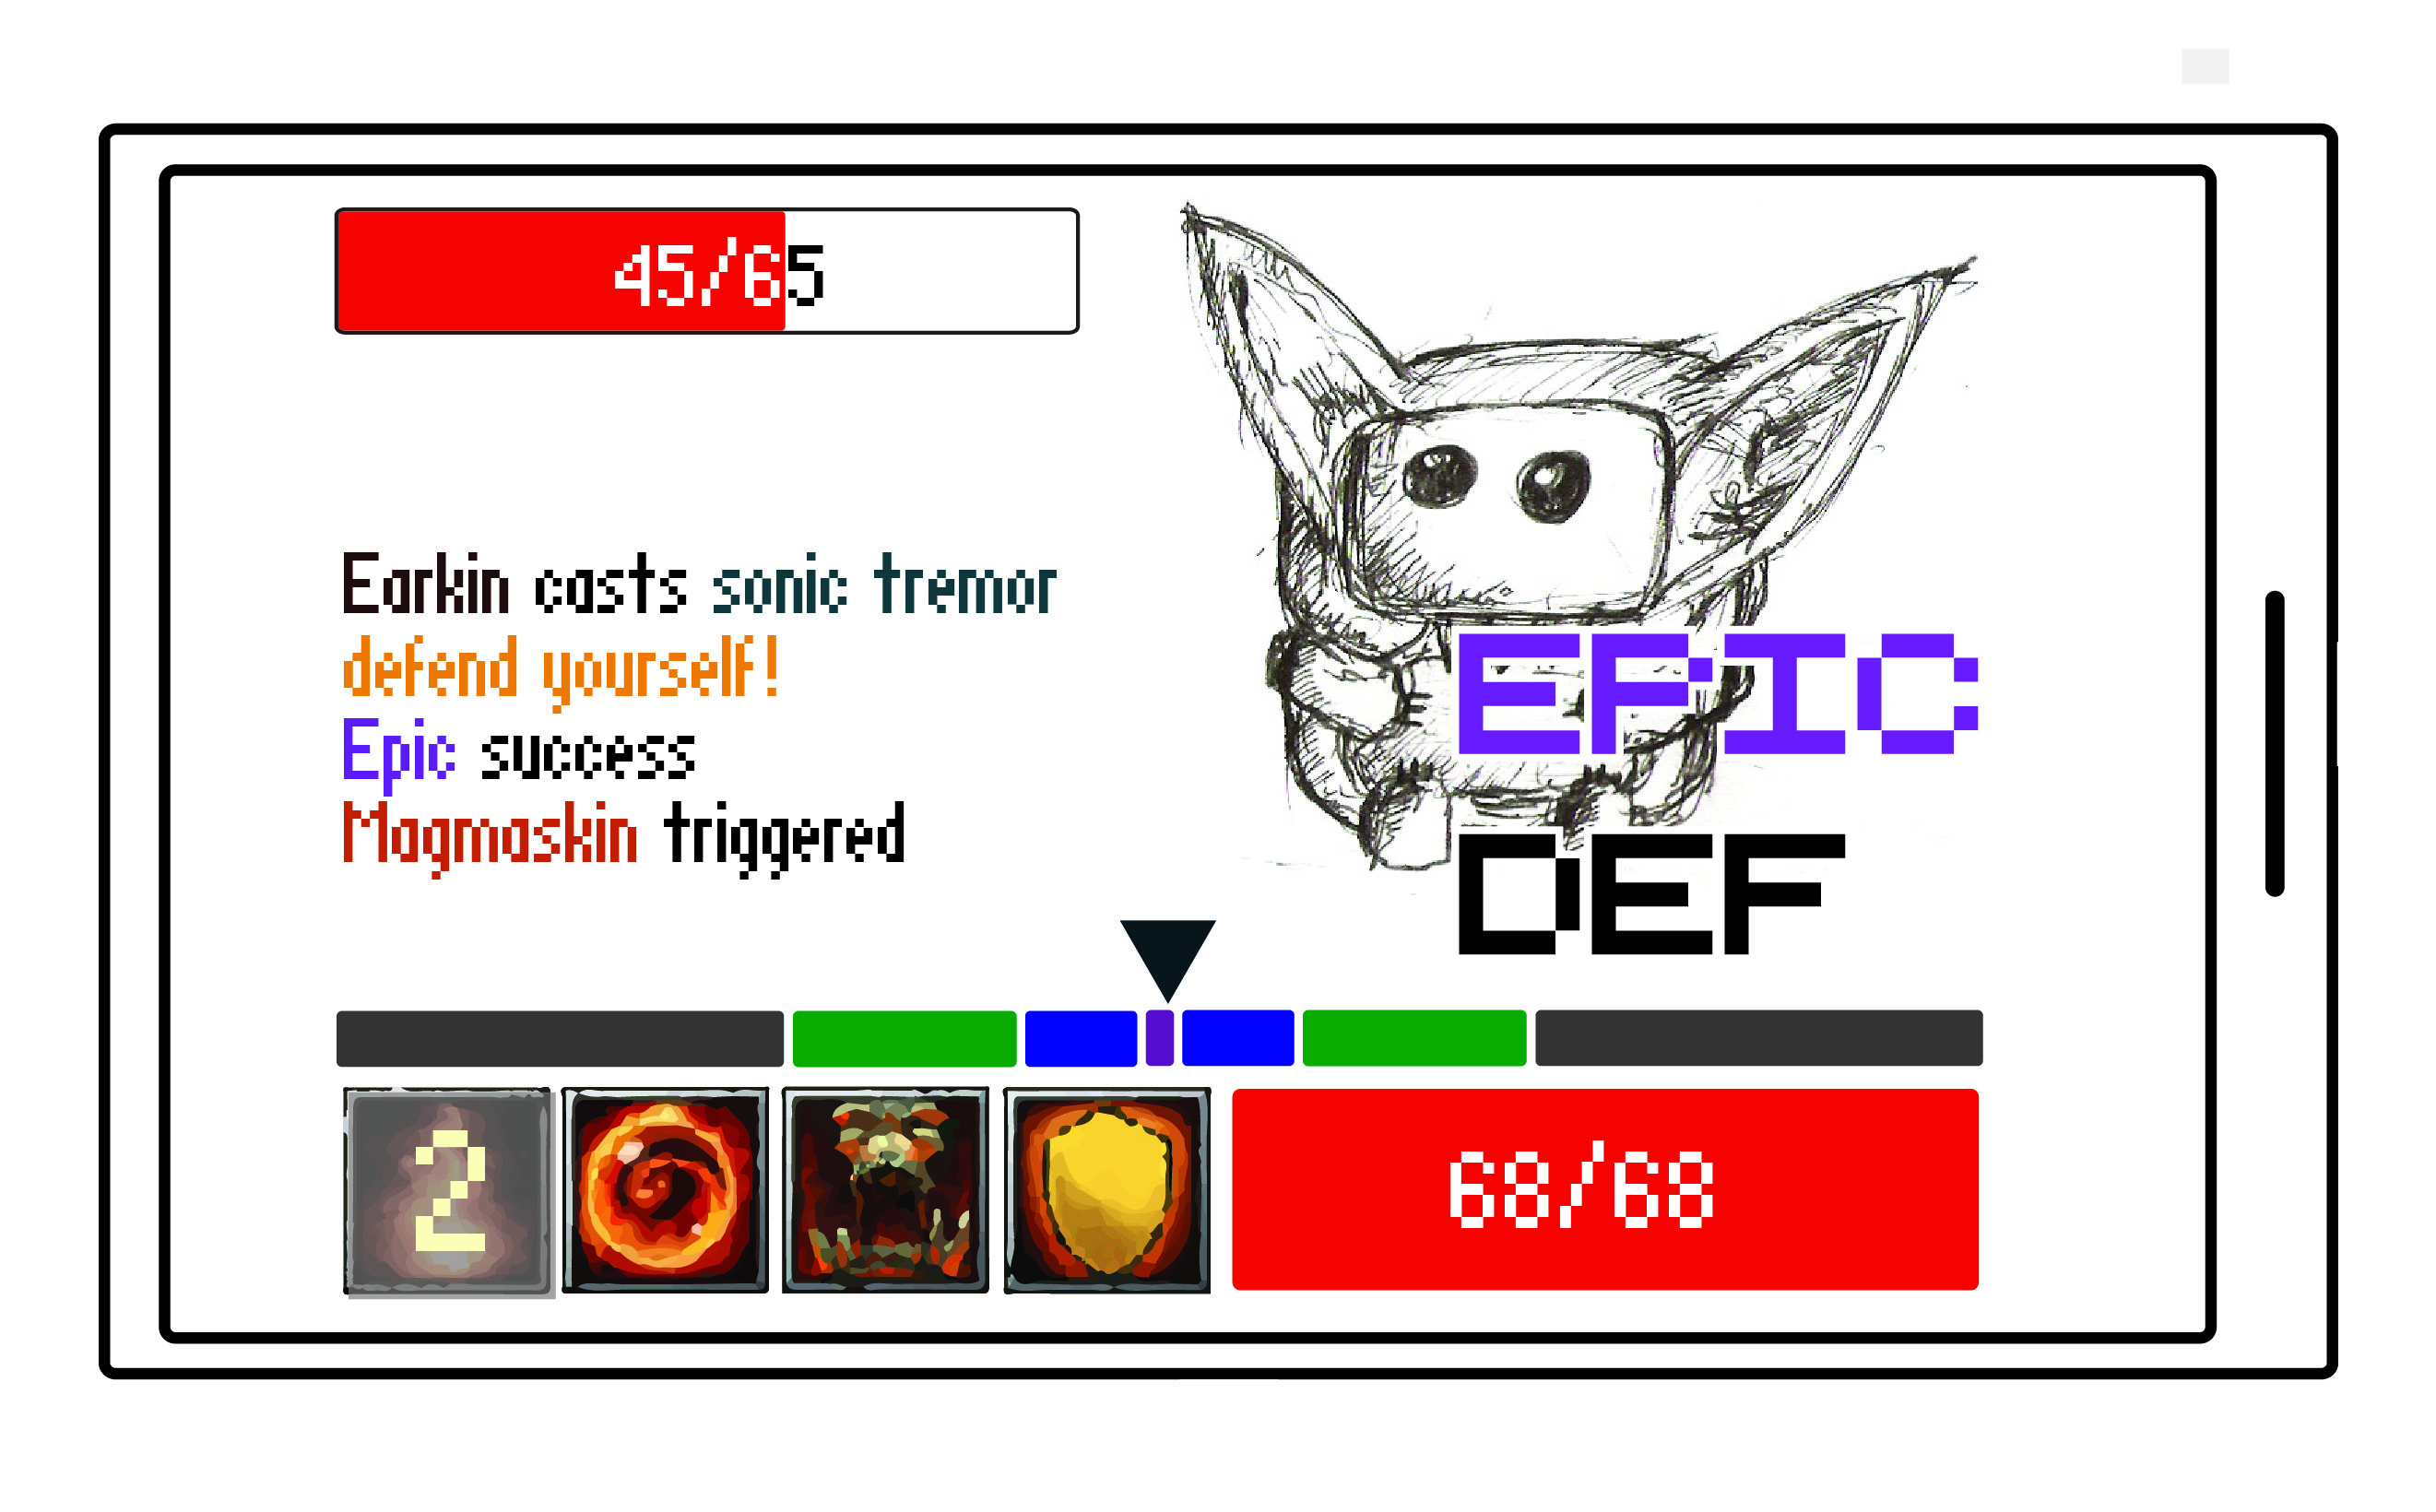 45/65
Earkin casts sonic tremor
defend yourself!
Epic success
Magmaskin triggered
EPIC
DEF
2
68/68